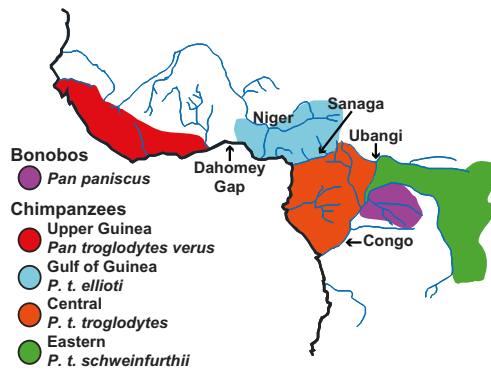 Niger
Sanaga
Ubangi
Dahomey
Gap
Congo
Bonobos
Pan paniscus
Chimpanzees
Upper Guinea
Pan troglodytes verus
Gulf of Guinea
P. t. ellioti
Central
P. t. troglodytes
Eastern
P. t. schweinfurthii